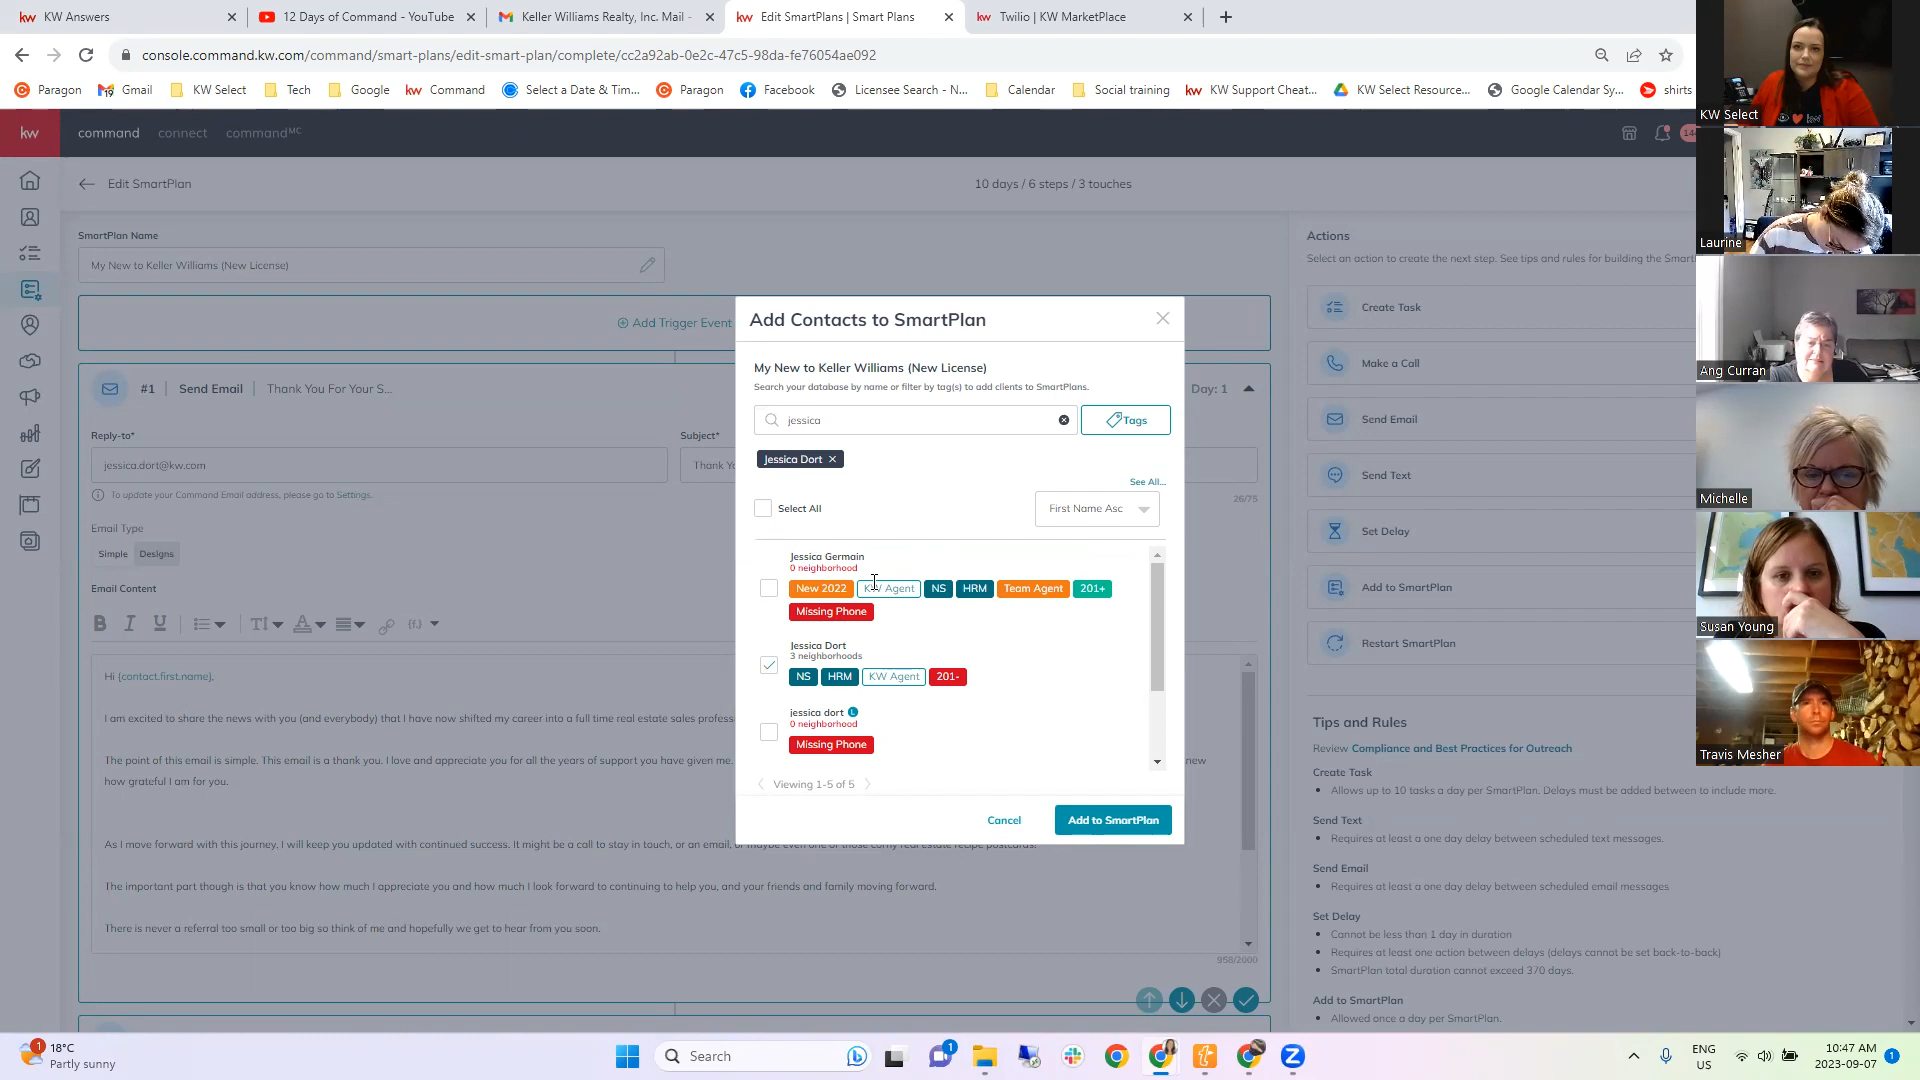 KW Answers
12 Days of Command - YouTube
Keller Williams Realty, Inc. Mail -
Edit SmartPlans | Smart Plans
Twilio | KW MarketPlace
console.command.kw.com/command/smart-plans/edit-smart-plan/complete/cc2a92ab-0e2c-47c5-98da-fe76054ae092
Paragon
Gmail
KW Select
Tech
Google
Command
Select a Date & Tim...
Paragon
Facebook
Licensee Search - N...
Calendar
Social training
KW Support Cheat...
KW Select Resource...
Google Calendar Sy...
shirts
kw
command
connect
commandMC
Edit SmartPlan
10 days / 6 steps / 3 touches
SmartPlan Name
My New to Keller Williams (New License)
Add Trigger Event
#1 | Send Email | Thank You For Your S...
Day: 1
Reply-to*
jessica.dort@kw.com
Subject*
Thank Yo
To update your Command Email address, please go to Settings.
26/75
Email Type
Simple
Designs
Email Content
B I U
Hi {contact.first.name},
I am excited to share the news with you (and everybody) that I have now shifted my career into a full time real estate sales profess
The point of this email is simple. This email is a thank you. I love and appreciate you for all the years of support you have given me.
new
how grateful I am for you.
As I move forward with this journey, I will keep you updated with continued success. It might be a call to stay in touch, or an email, or maybe even one of those corny real estate recipe postcards.
The important part though is that you know how much I appreciate you and how much I look forward to continuing to help you, and your friends and family moving forward.
There is never a referral too small or too big so think of me and hopefully we get to hear from you soon.
958/2000
Add Contacts to SmartPlan
My New to Keller Williams (New License)
Search your database by name or filter by tag(s) to add clients to SmartPlans.
jessica
Tags
Jessica Dort
See All...
Select All
First Name Asc
Jessica Germain
0 neighborhood
New 2022
KW Agent
NS
HRM
Team Agent
201+
Missing Phone
Jessica Dort
3 neighborhoods
NS
HRM
KW Agent
201-
jessica dort L
0 neighborhood
Missing Phone
Viewing 1-5 of 5
Cancel
Add to SmartPlan
Actions
Select an action to create the next step. See tips and rules for building the Smart
Create Task
Make a Call
Send Email
Send Text
Set Delay
Add to SmartPlan
Restart SmartPlan
Tips and Rules
Review Compliance and Best Practices for Outreach
Create Task
Allows up to 10 tasks a day per SmartPlan. Delays must be added between to include more.
Send Text
Requires at least a one day delay between scheduled text messages.
Send Email
Requires at least a one day delay between scheduled email messages
Set Delay
Cannot be less than 1 day in duration
Requires at least one action between delays (delays cannot be set back-to-back)
SmartPlan total duration cannot exceed 370 days.
Add to SmartPlan
Allowed once a day per SmartPlan.
KW Select
Laurine
Ang Curran
Michelle
Susan Young
Travis Mesher
1
18°C
Partly sunny
Search
1
ENG
US
10:47 AM
2023-09-07
1